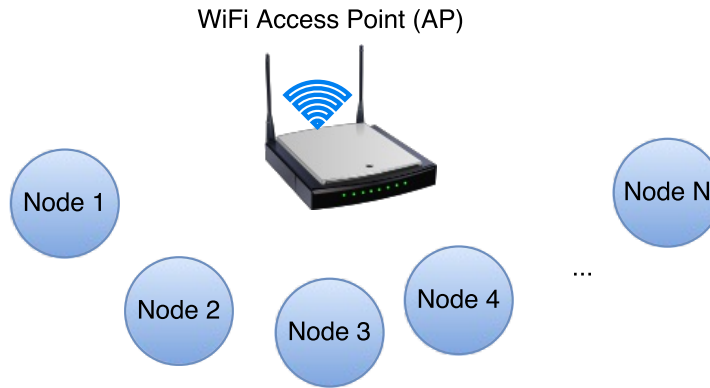 WiFi Access Point (AP)
Node 1
Node 2
Node 3
Node 4
...
Node N